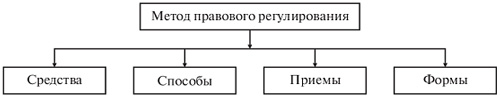 Метод правового регулирования
Средства
Способы
Приемы
Формы